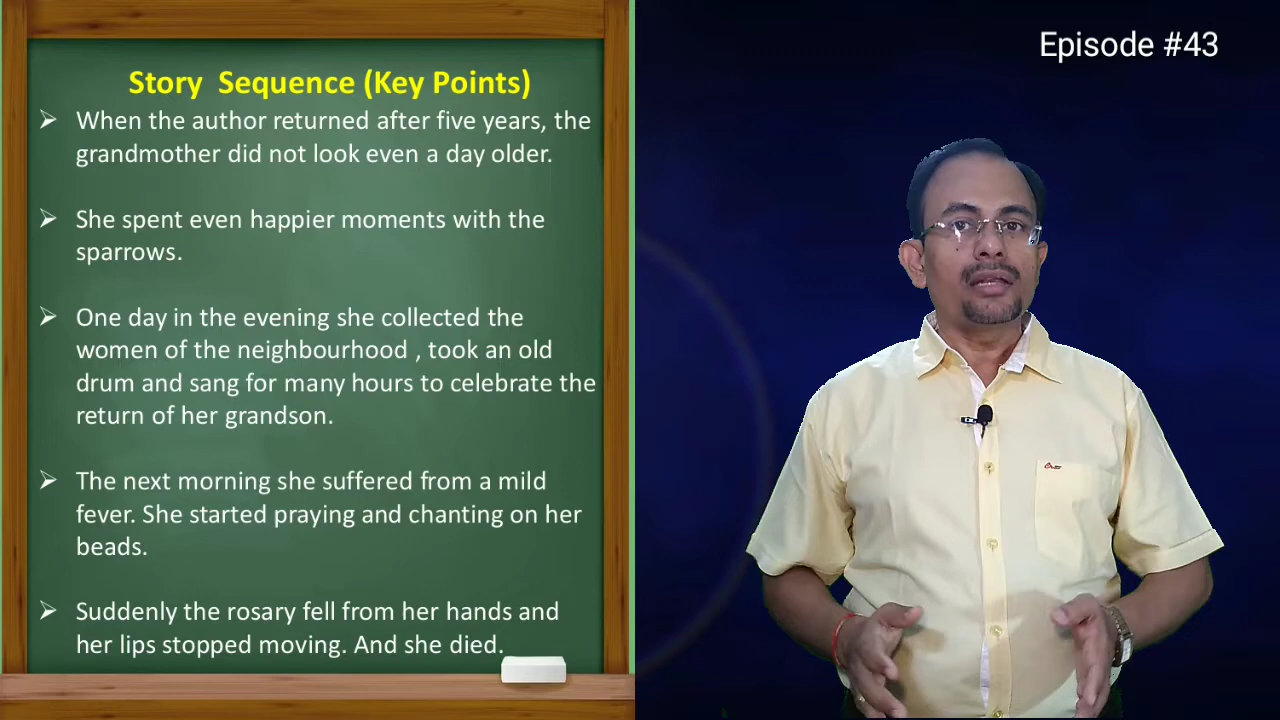 Episode #43
Story Sequence (Key Points)
When the author returned after five years, the
grandmother did not look even a day older.
She spent even happier moments with the
sparrows.
One day in the evening she collected the
women of the neighbourhood , took an old
drum and sang for many hours to celebrate the
return of her grandson.
The next morning she suffered from a mild
fever. She started praying and chanting on her
beads.
Suddenly the rosary fell from her hands and
her lips stopped moving. And she died.